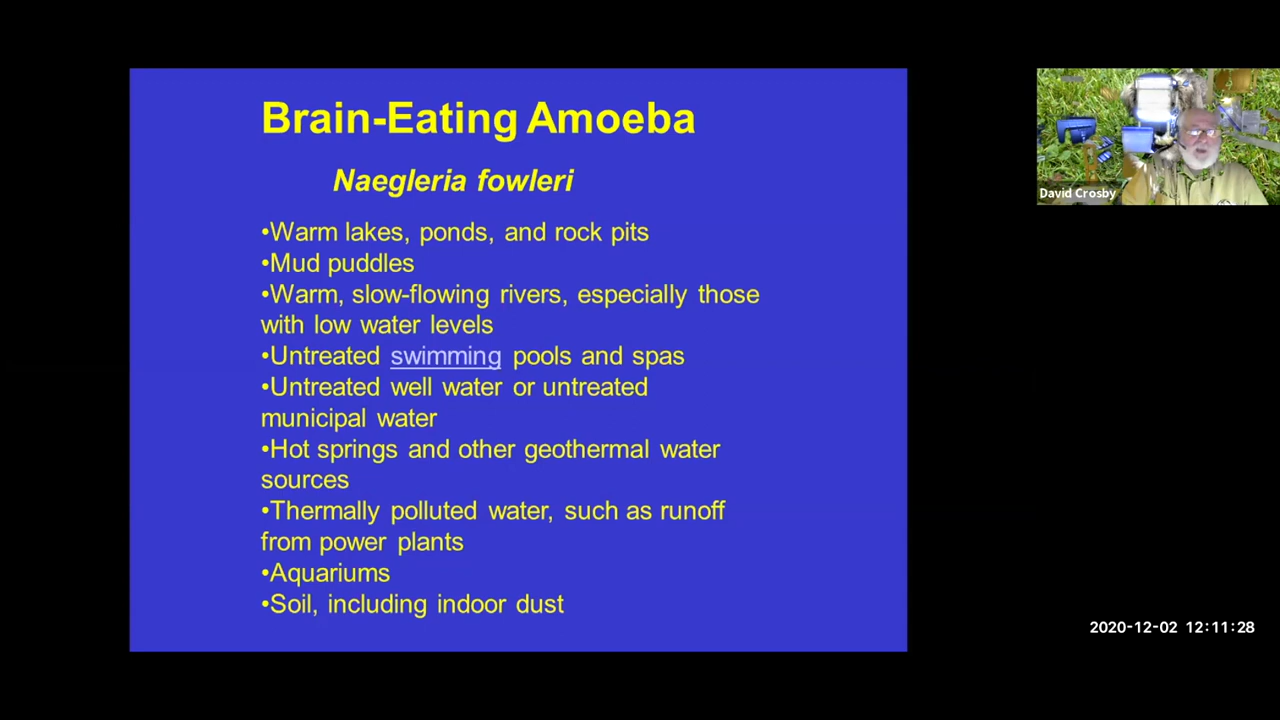 Brain-Eating Amoeba
Naegleria fowleri
•Warm lakes, ponds, and rock pits
•Mud puddles
•Warm, slow-flowing rivers, especially those
with low water levels
•Untreated swimming pools and spas
•Untreated well water or untreated
municipal water
•Hot springs and other geothermal water
sources
•Thermally polluted water, such as runoff
from power plants
•Aquariums
•Soil, including indoor dust
David Crosby
2020-12-02 12:11:28